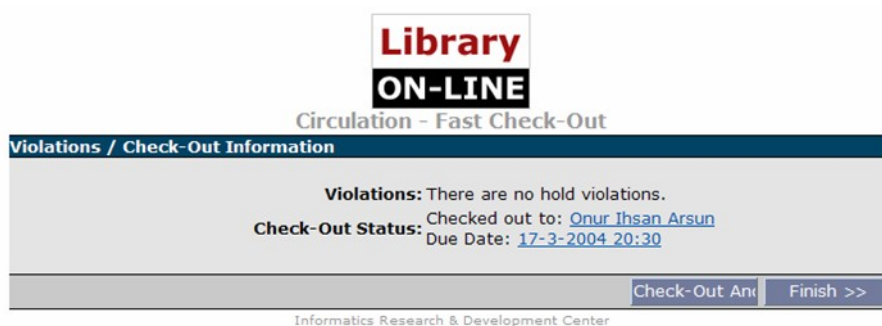 Library
ON-LINE
Circulation - Fast Check-Out
Violations / Check-Out Information
Violations: There are no hold violations.
Check-Out Status: Checked out to: Onur Ihsan Arsun
Due Date: 17-3-2004 20:30
Check-Out An Finish >>
Informatics Research & Development Center